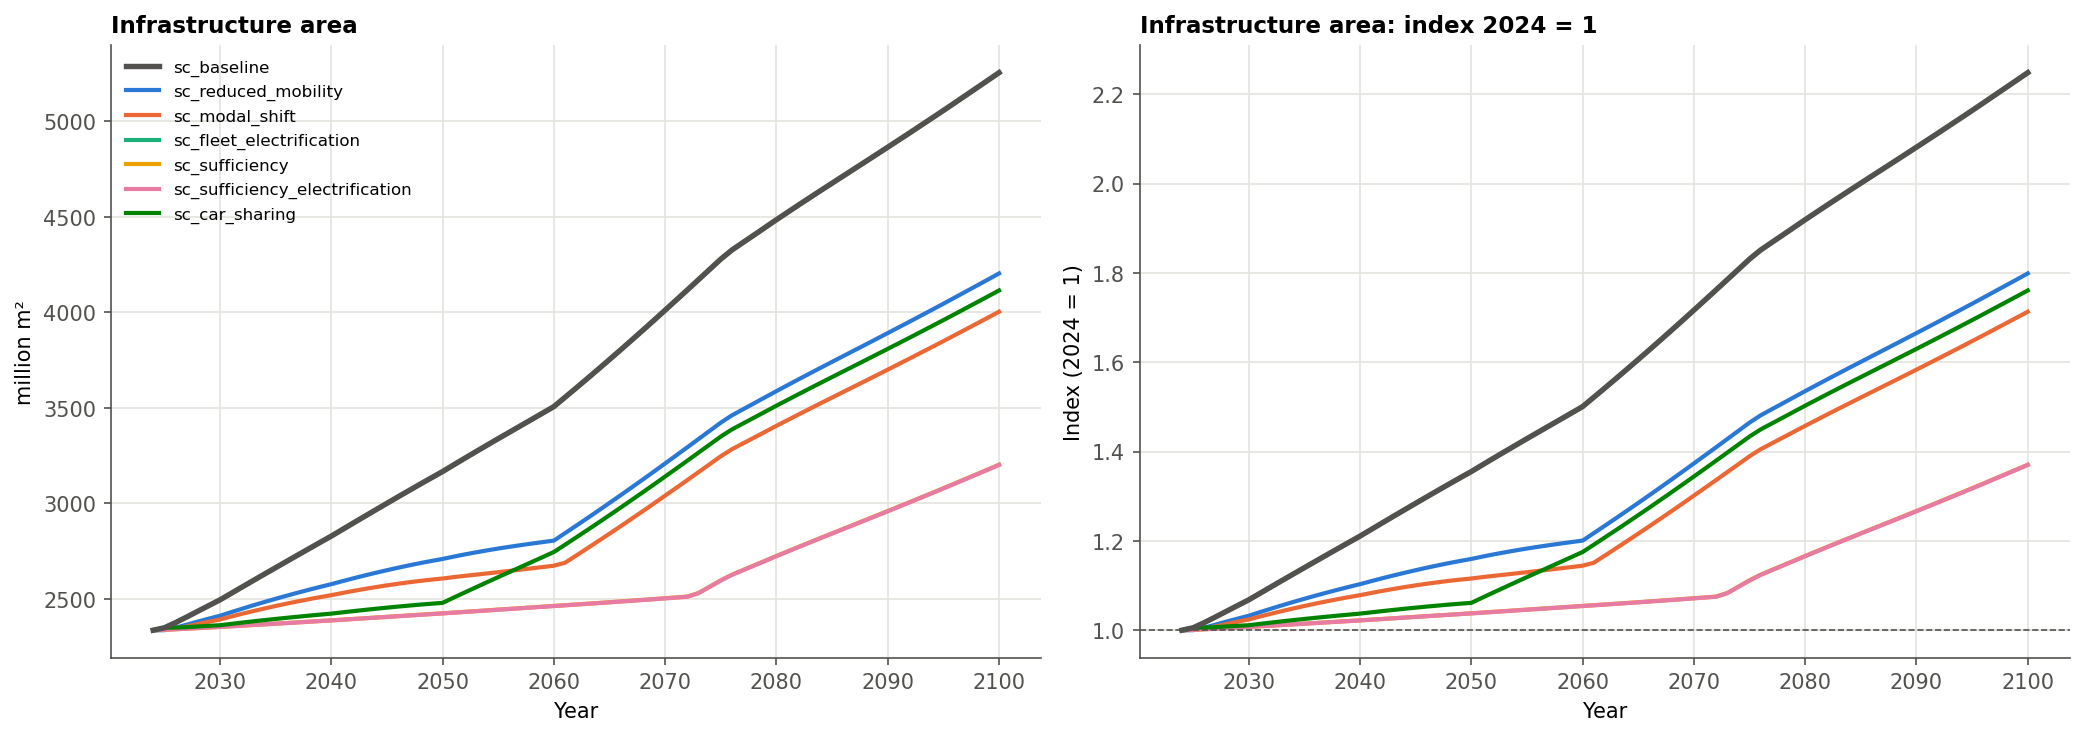 Infrastructure area
sc_baseline
sc_reduced_mobility
sc_modal_shift
sc_fleet_electrification
sc_sufficiency
sc_sufficiency_electrification
sc_car_sharing
million m²
5000
4500
4000
3500
3000
2500
2030 2040 2050 2060 2070 2080 2090 2100
Year
Infrastructure area: index 2024 = 1
Index (2024 = 1)
2.2
2.0
1.8
1.6
1.4
1.2
1.0
2030 2040 2050 2060 2070 2080 2090 2100
Year